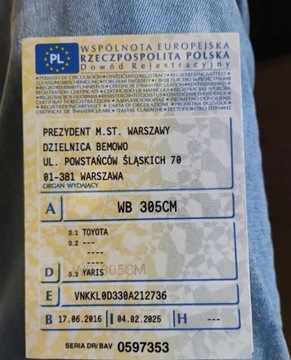 PL
WSPÓLNOTA EUROPEJSKA
RZECZPOSPOLITA POLSKA
Dowód Rejestracyjny
PREZYDENT M.ST. WARSZAWY
DZIELNICA BEMOWO
UL. POWSTAŃCÓW ŚLĄSKICH 70
01-381 WARSZAWA
ORGAN WYDAJĄCY
A WB 305CM
D.1 TOYOTA
D.2 ---
----
----
D D.3 YARIS
E VNKKL0D330A212736
B 17.06.2016 I 04.02.2025 H ---
SERIA DR/BAV 0597353